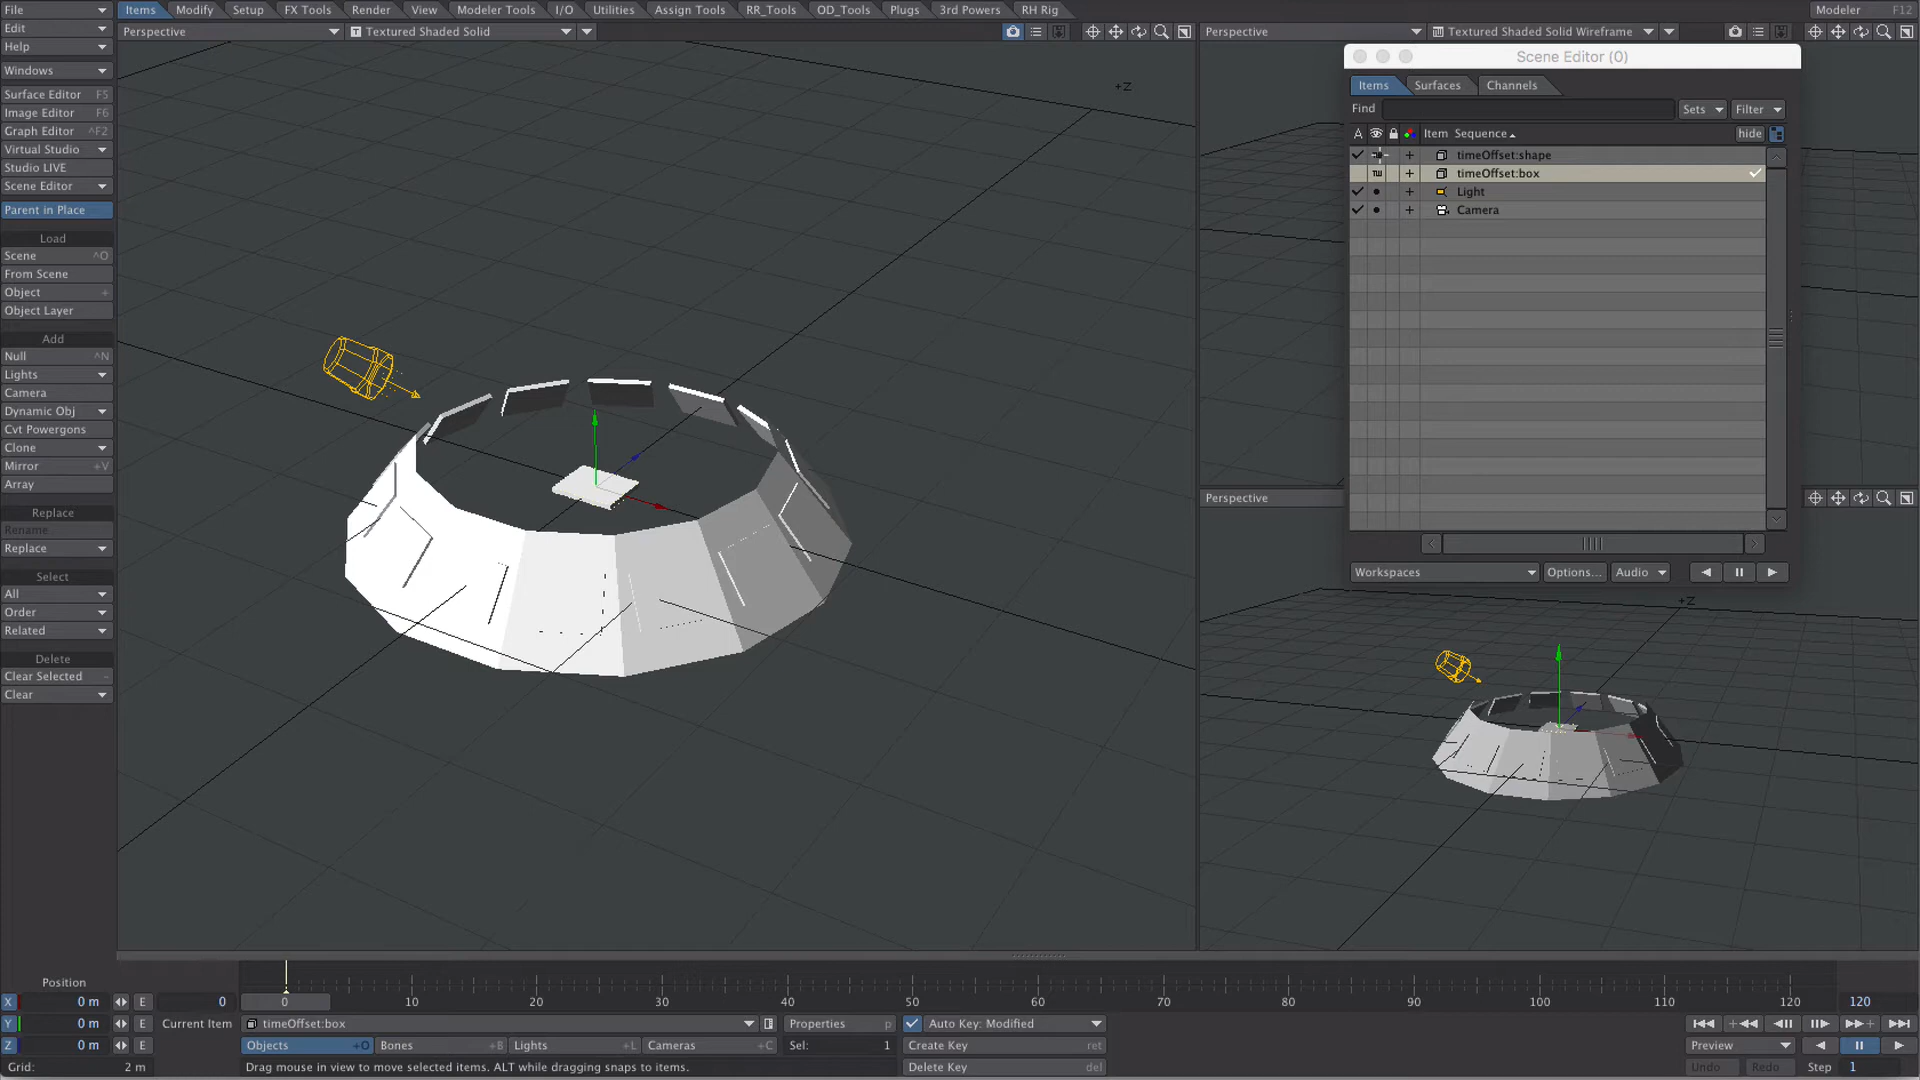 File
Items
Modify
Setup
FX Tools
Render
View
Modeler Tools
I/O
Utilities
Assign Tools
RR_Tools
OD_Tools
Plugs
3rd Powers
RH Rig
Modeler F12
Edit
Help
Windows
Surface Editor F5
Image Editor F6
Graph Editor ^F2
Virtual Studio
Studio LIVE
Scene Editor
Parent in Place
Load
Scene ^O
From Scene
Object +
Object Layer
Add
Null ^N
Lights
Camera
Dynamic Obj
Cvt Powergons
Clone
Mirror +V
Array
Replace
Rename
Replace
Select
All
Order
Related
Delete
Clear Selected -
Clear
Perspective
Textured Shaded Solid
+Z
Perspective
Textured Shaded Solid Wireframe
Scene Editor (0)
Items
Surfaces
Channels
Find
Sets
Filter
A
Item Sequence
hide
timeOffset:shape
timeOffset:box
Light
Camera
Workspaces
Options...
Audio
Perspective
+Z
Position
X 0 m E 0
Y 0 m E
Z 0 m E
Grid: 2 m
0 10 20 30 40 50 60 70 80 90 100 110 120 120
Current Item timeOffset:box
Properties p
Auto Key: Modified
Objects +O
Bones +B
Lights +L
Cameras +C
Sel: 1
Create Key ret
Drag mouse in view to move selected items. ALT while dragging snaps to items.
Delete Key del
Preview
Undo
Redo
Step 1